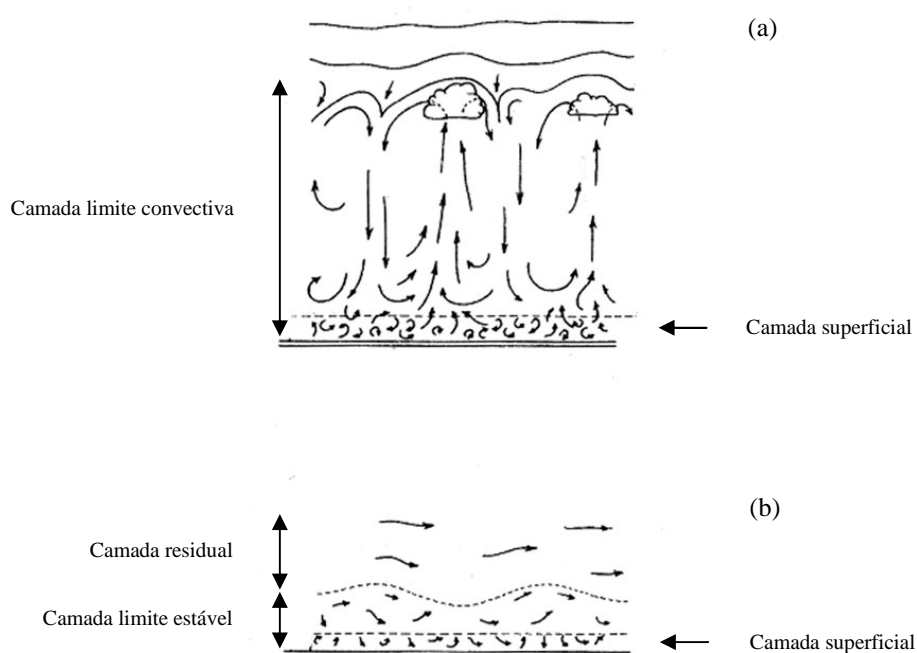 (a)
Camada limite convectiva
Camada superficial
(b)
Camada residual
Camada limite estável
Camada superficial